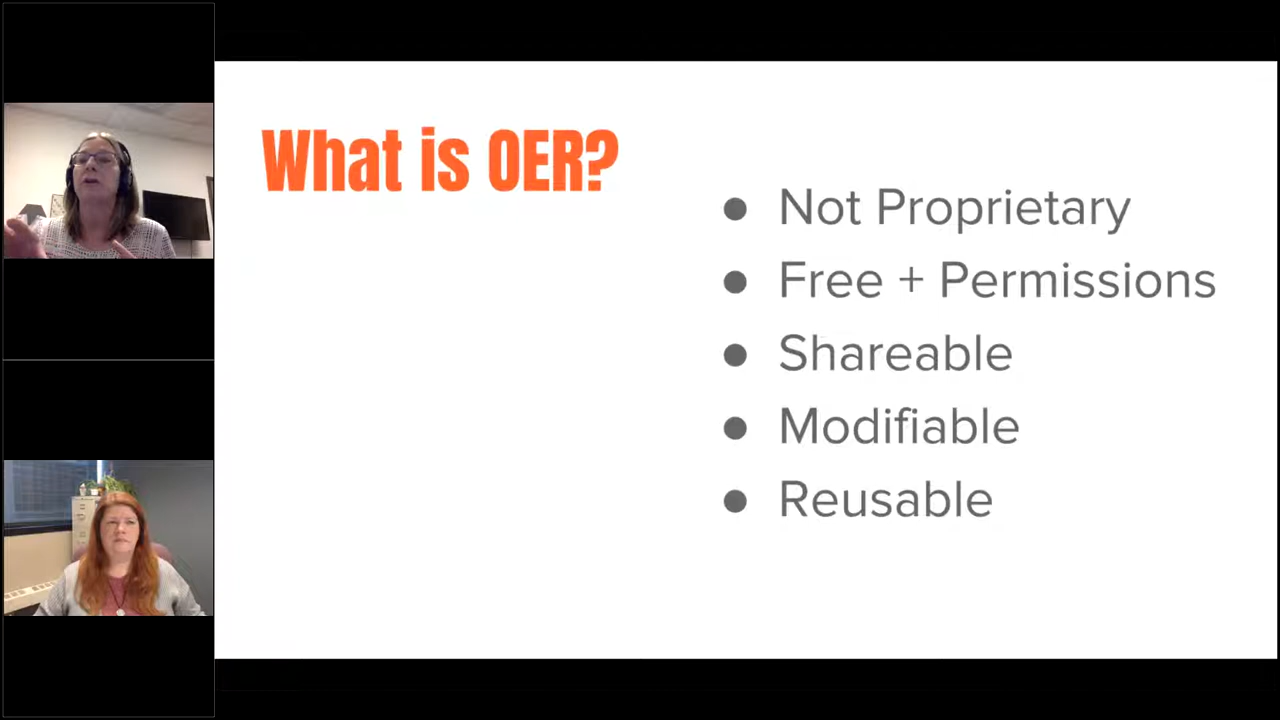 What is OER?
● Not Proprietary
● Free + Permissions
● Shareable
● Modifiable
● Reusable